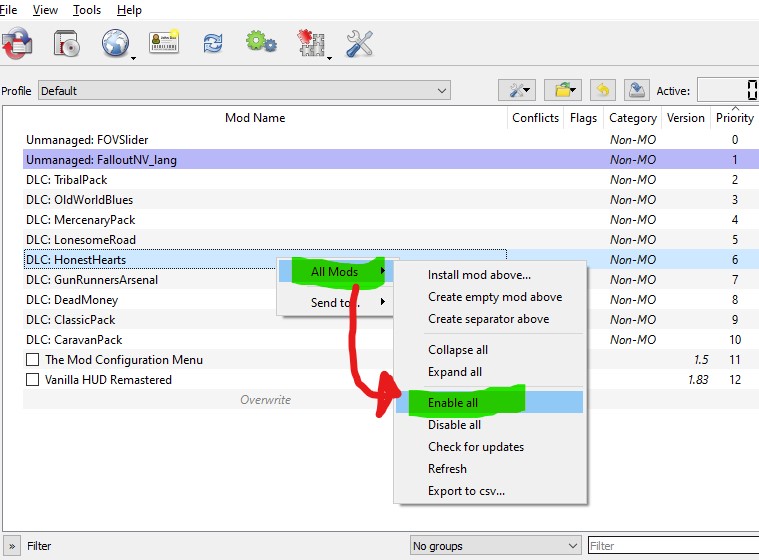 File View Tools Help
Profile Default Active: 0
Mod Name Conflicts Flags Category Version Priority
Unmanaged: FOVSlider Non-MO 0
Unmanaged: FalloutNV_lang Non-MO 1
DLC: TribalPack Non-MO 2
DLC: OldWorldBlues Non-MO 3
DLC: MercenaryPack Non-MO 4
DLC: LonesomeRoad Non-MO 5
DLC: HonestHearts Non-MO 6
DLC: GunRunnersArsenal Non-MO 7
DLC: DeadMoney Non-MO 8
DLC: ClassicPack Non-MO 9
DLC: CaravanPack Non-MO 10
The Mod Configuration Menu 1.5 11
Vanilla HUD Remastered 1.83 12
Overwrite
All Mods
Send to...
Install mod above...
Create empty mod above
Create separator above
Collapse all
Expand all
Enable all
Disable all
Check for updates
Refresh
Export to csv...
» Filter No groups Filter